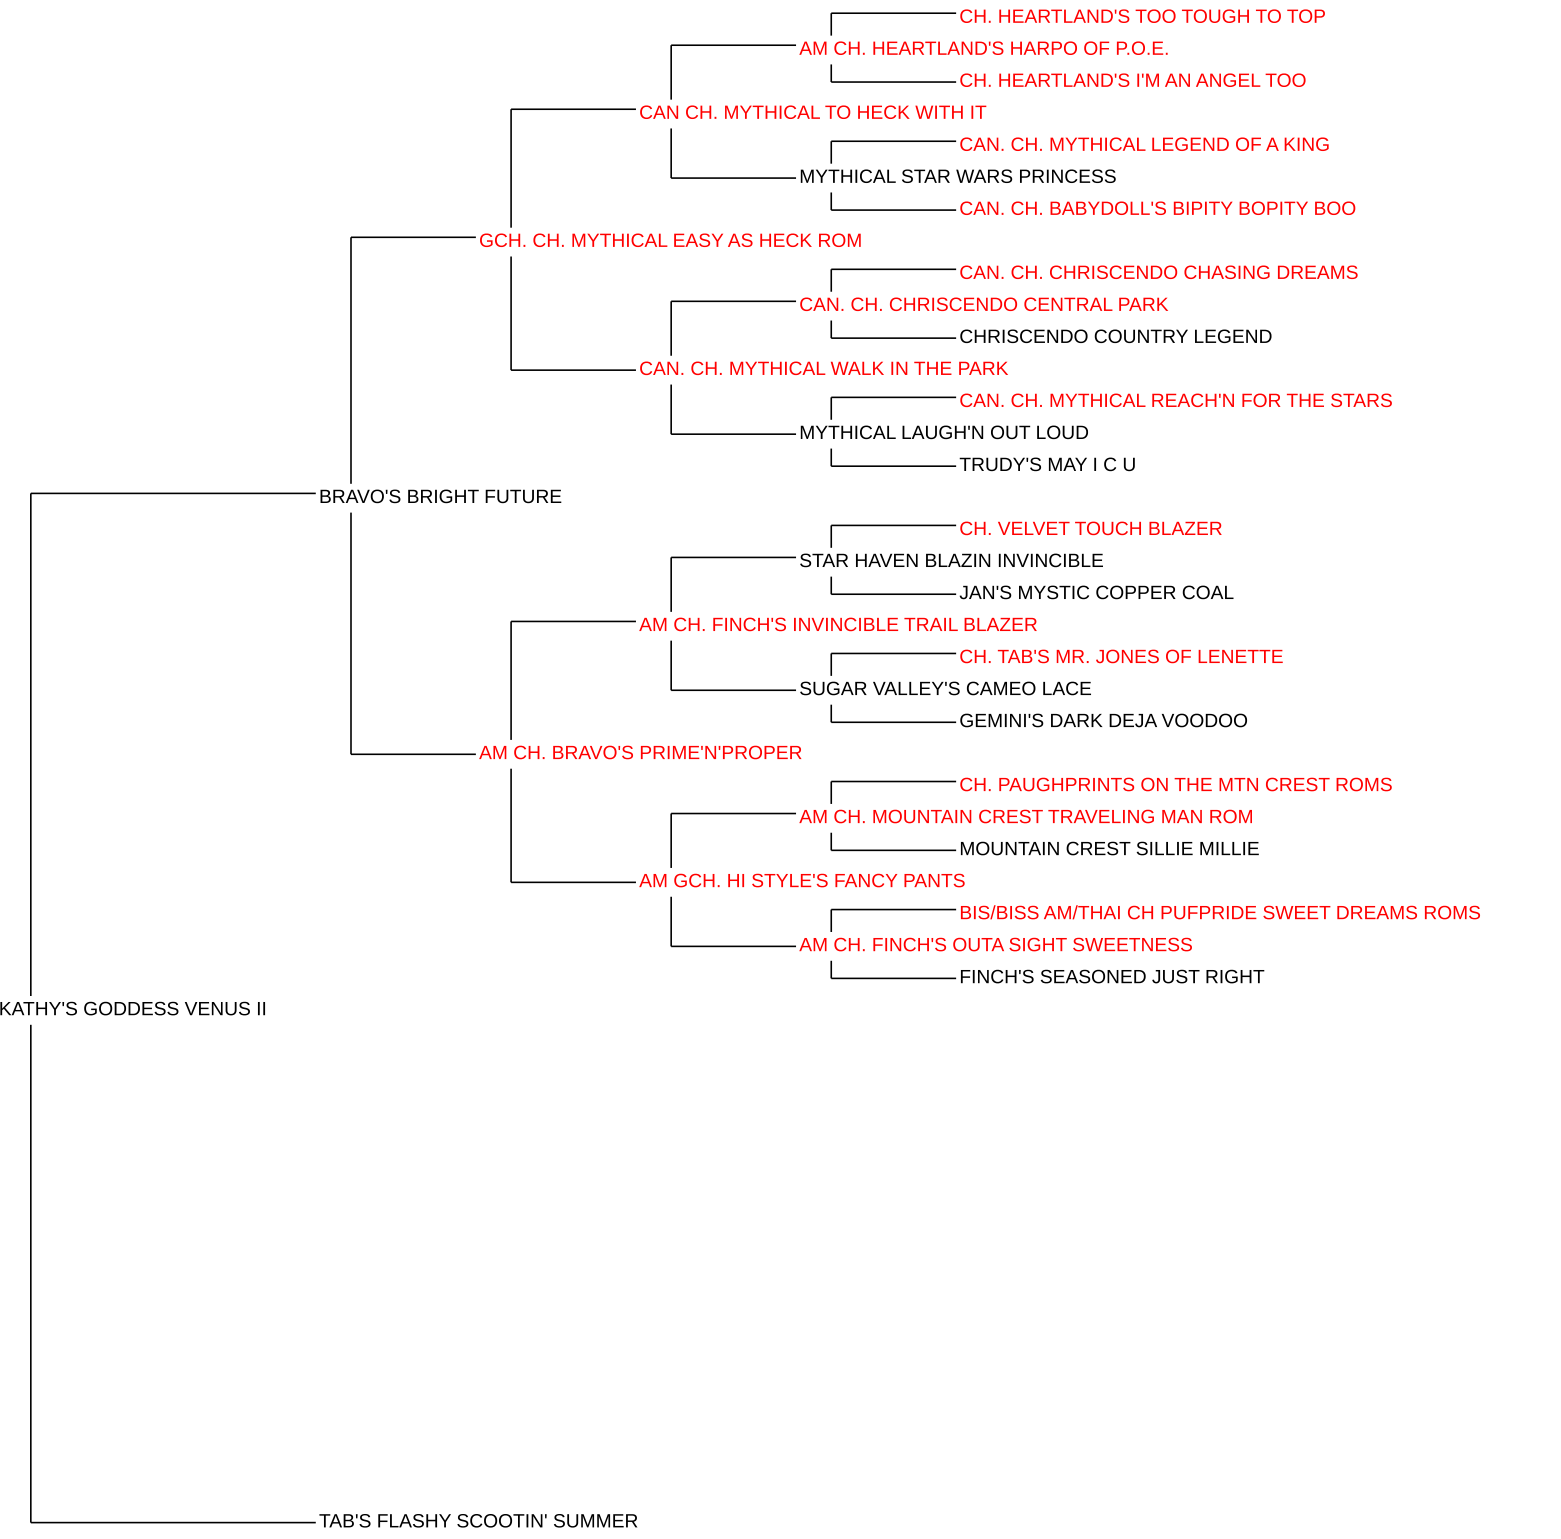 CH. HEARTLAND'S TOO TOUGH TO TOP
AM CH. HEARTLAND'S HARPO OF P.O.E.
CH. HEARTLAND'S I'M AN ANGEL TOO
CAN CH. MYTHICAL TO HECK WITH IT
CAN. CH. MYTHICAL LEGEND OF A KING
MYTHICAL STAR WARS PRINCESS
CAN. CH. BABYDOLL'S BIPITY BOPITY BOO
GCH. CH. MYTHICAL EASY AS HECK ROM
CAN. CH. CHRISCENDO CHASING DREAMS
CAN. CH. CHRISCENDO CENTRAL PARK
CHRISCENDO COUNTRY LEGEND
CAN. CH. MYTHICAL WALK IN THE PARK
CAN. CH. MYTHICAL REACH'N FOR THE STARS
MYTHICAL LAUGH'N OUT LOUD
TRUDY'S MAY I C U
BRAVO'S BRIGHT FUTURE
CH. VELVET TOUCH BLAZER
STAR HAVEN BLAZIN INVINCIBLE
JAN'S MYSTIC COPPER COAL
AM CH. FINCH'S INVINCIBLE TRAIL BLAZER
CH. TAB'S MR. JONES OF LENETTE
SUGAR VALLEY'S CAMEO LACE
GEMINI'S DARK DEJA VOODOO
AM CH. BRAVO'S PRIME'N'PROPER
CH. PAUGHPRINTS ON THE MTN CREST ROMS
AM CH. MOUNTAIN CREST TRAVELING MAN ROM
MOUNTAIN CREST SILLIE MILLIE
AM GCH. HI STYLE'S FANCY PANTS
BIS/BISS AM/THAI CH PUFPRIDE SWEET DREAMS ROMS
AM CH. FINCH'S OUTA SIGHT SWEETNESS
FINCH'S SEASONED JUST RIGHT
KATHY'S GODDESS VENUS II
TAB'S FLASHY SCOOTIN' SUMMER